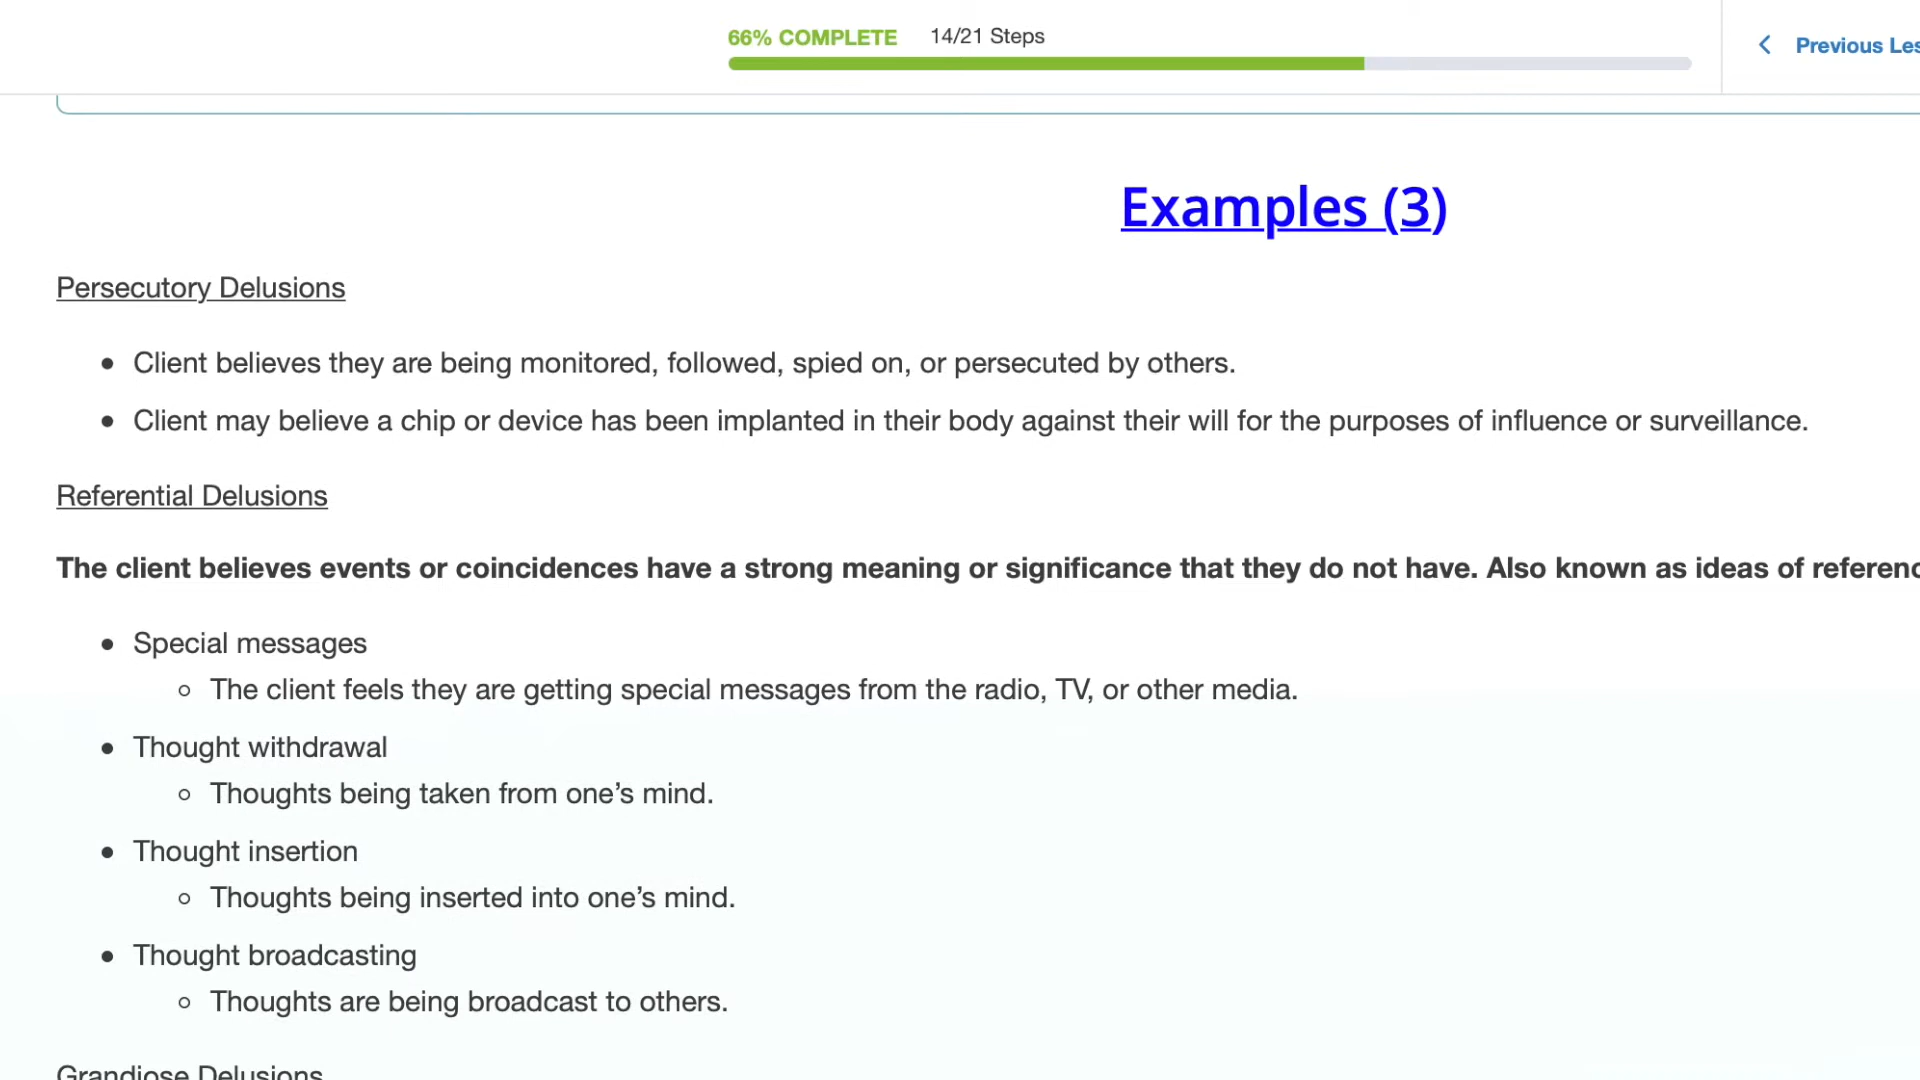 66% COMPLETE 14/21 Steps
Previous Les
Examples (3)
Persecutory Delusions
• Client believes they are being monitored, followed, spied on, or persecuted by others.
• Client may believe a chip or device has been implanted in their body against their will for the purposes of influence or surveillance.
Referential Delusions
The client believes events or coincidences have a strong meaning or significance that they do not have. Also known as ideas of referenc
• Special messages
◦ The client feels they are getting special messages from the radio, TV, or other media.
• Thought withdrawal
◦ Thoughts being taken from one’s mind.
• Thought insertion
◦ Thoughts being inserted into one’s mind.
• Thought broadcasting
◦ Thoughts are being broadcast to others.
Grandiose Delusions